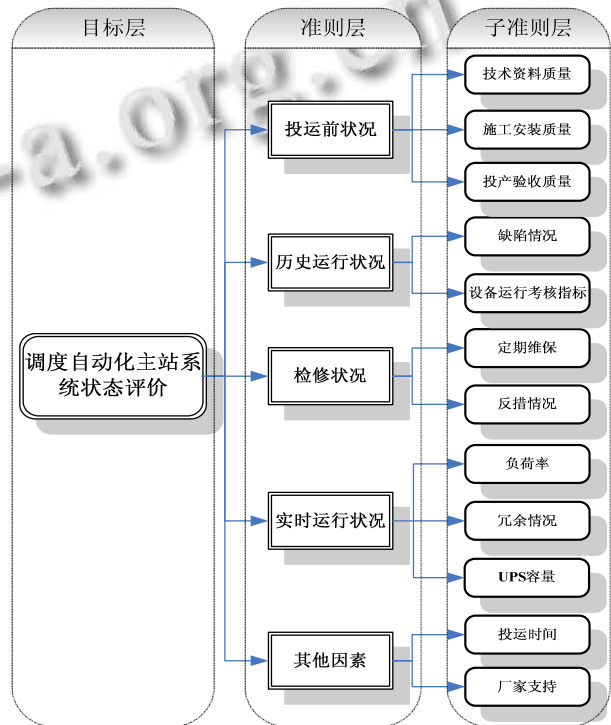 目标层
准则层
子准则层
调度自动化主站系
统状态评价
投运前状况
历史运行状况
检修状况
实时运行状况
其他因素
技术资料质量
施工安装质量
投产验收质量
缺陷情况
设备运行考核指标
定期维保
反措情况
负荷率
冗余情况
UPS容量
投运时间
厂家支持
-a.org.cn